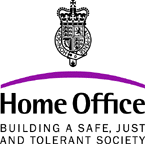 Home Office
BUILDING A SAFE, JUST
AND TOLERANT SOCIETY